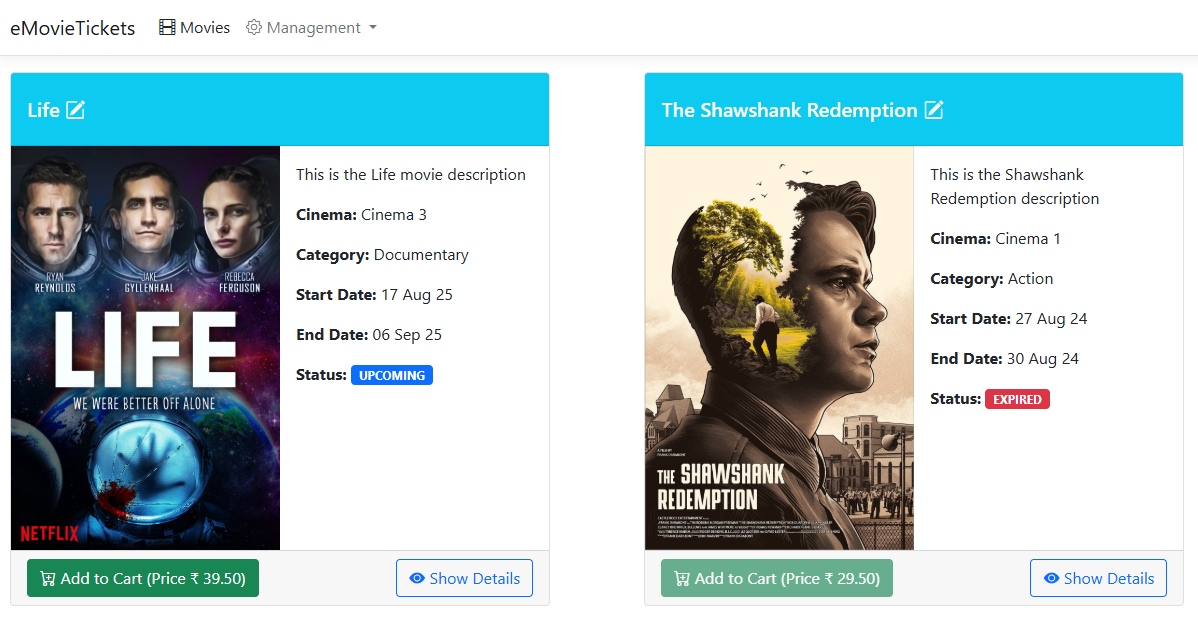 eMovieTickets Movies Management
Life
RYAN REYNOLDS
JAKE GYLLENHAAL
REBECCA FERGUSON
LIFE
WE WERE BETTER OFF ALONE
NETFLIX
This is the Life movie description
Cinema: Cinema 3
Category: Documentary
Start Date: 17 Aug 25
End Date: 06 Sep 25
Status: UPCOMING
Add to Cart (Price ₹ 39.50) Show Details
The Shawshank Redemption
A FILM BY
FRANK DARABONT
THE SHAWSHANK
REDEMPTION
This is the Shawshank
Redemption description
Cinema: Cinema 1
Category: Action
Start Date: 27 Aug 24
End Date: 30 Aug 24
Status: EXPIRED
Add to Cart (Price ₹ 29.50) Show Details